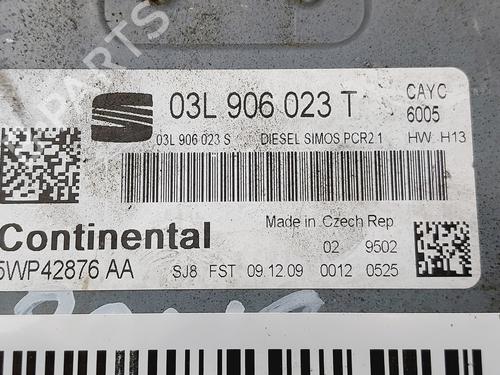 03L 906 023 T
CAYC
6005
03L 906 023 S DIESEL SIMOS PCR2 1 HW H13
Continental
Made in Czech Rep
02 9502
5WP42876 AA SJ8 FST 09 12 09 0012 0525
PARTS